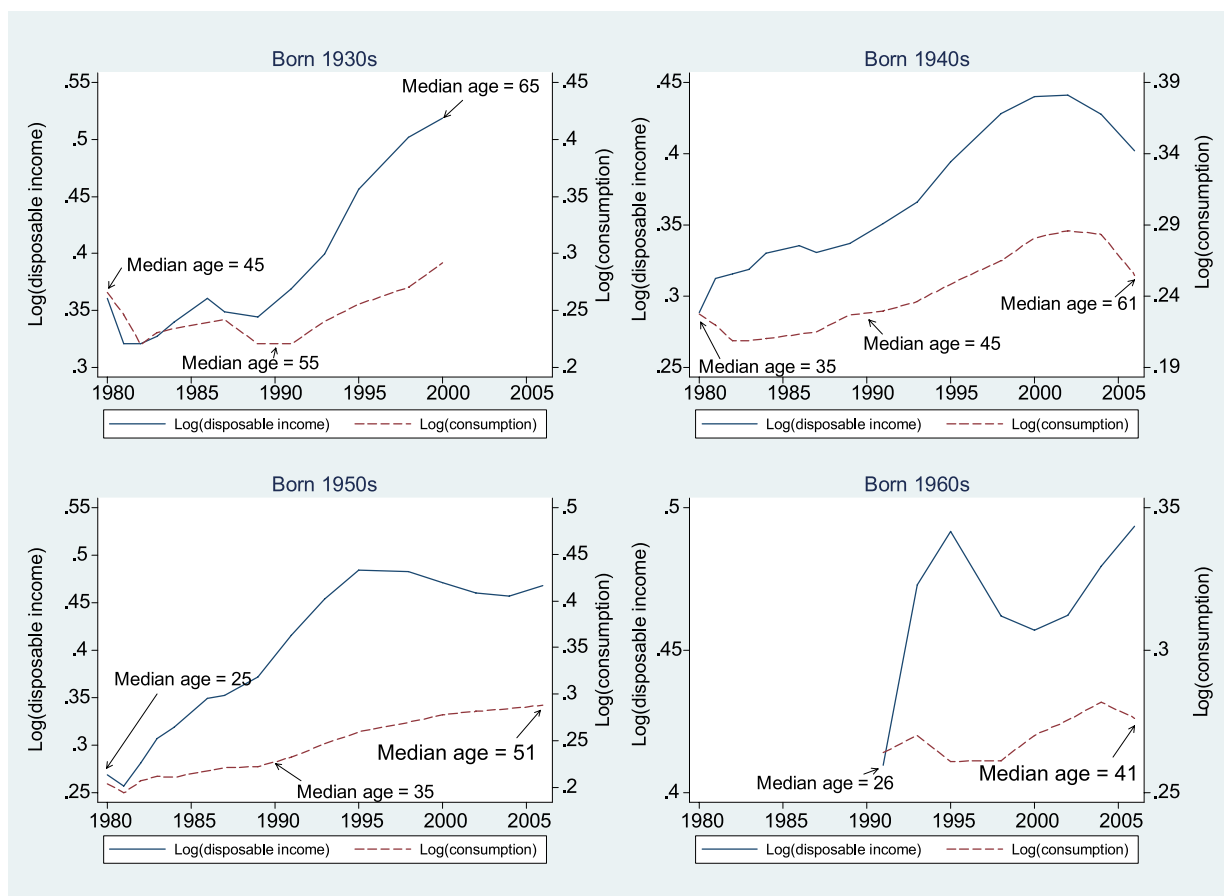 Born 1930s
Born 1940s
.55
.5
.45
.4
.35
.3
Log(disposable income)
.45
.4
.35
.3
.25
.2
Log(consumption)
Median age = 65
Median age = 45
Median age = 55
1980 1985 1990 1995 2000 2005
Log(disposable income) Log(consumption)
.45
.4
.35
.3
.25
Log(disposable income)
.39
.34
.29
.24
.19
Log(consumption)
Median age = 61
Median age = 45
Median age = 35
1980 1985 1990 1995 2000 2005
Log(disposable income) Log(consumption)
Born 1950s
Born 1960s
.55
.5
.45
.4
.35
.3
.25
Log(disposable income)
.5
.45
.4
.35
.3
.25
.2
Log(consumption)
Median age = 25
Median age = 51
Median age = 35
1980 1985 1990 1995 2000 2005
Log(disposable income) Log(consumption)
.5
.45
.4
Log(disposable income)
.35
.3
.25
Log(consumption)
Median age = 26
Median age = 41
1980 1985 1990 1995 2000 2005
Log(disposable income) Log(consumption)